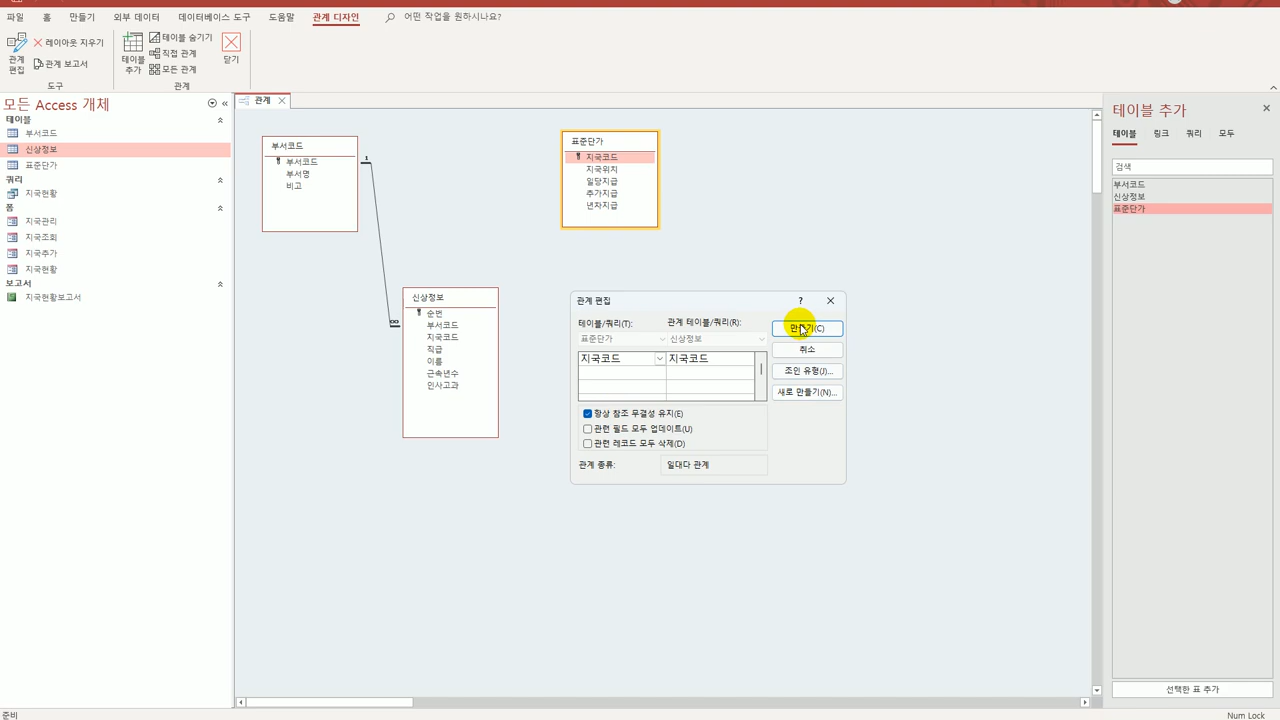 파일 홈 만들기 외부 데이터 데이터베이스 도구 도움말 관계 디자인 어떤 작업을 원하시나요?
관계 편집
레이아웃 지우기
관계 보고서
도구
테이블 추가
테이블 숨기기
직접 관계
모든 관계
닫기
관계
모든 Access 개체
테이블
부서코드
신상정보
표준단가
쿼리
지국현황
폼
지국관리
지국조회
지국추가
지국현황
보고서
지국현황보고서
관계
부서코드
부서코드
부서명
비고
1
∞
표준단가
지국코드
지국위치
일당지급
추가지급
년차지급
신상정보
순번
부서코드
지국코드
직급
이름
근속년수
인사고과
관계 편집 ?
테이블/쿼리(T): 관계 테이블/쿼리(R):
표준단가 신상정보
지국코드 지국코드
항상 참조 무결성 유지(E)
관련 필드 모두 업데이트(U)
관련 레코드 모두 삭제(D)
관계 종류: 일대다 관계
만들기(C)
취소
조인 유형(J)...
새로 만들기(N)...
테이블 추가
테이블 링크 쿼리 모두
검색
부서코드
신상정보
표준단가
선택한 표 추가
준비
Num Lock